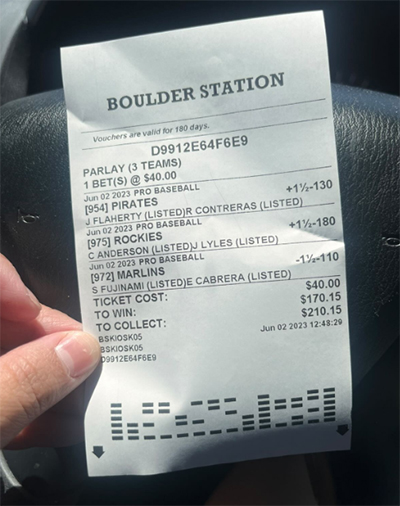 BOULDER STATION
Vouchers are valid for 180 days.
D9912E64F6E9
PARLAY (3 TEAMS)
1 BET(S) @ $40.00
Jun 02 2023 PRO BASEBALL
[954] PIRATES +1½-130
J FLAHERTY (LISTED)R CONTRERAS (LISTED)
Jun 02 2023 PRO BASEBALL
[975] ROCKIES +1½-180
C ANDERSON (LISTED)J LYLES (LISTED)
Jun 02 2023 PRO BASEBALL
[972] MARLINS -1½-110
S FUJINAMI (LISTED)E CABRERA (LISTED)
TICKET COST: $40.00
TO WIN: $170.15
TO COLLECT: $210.15
BSKIOSK05 Jun 02 2023 12:48:29
BSKIOSK05
D9912E64F6E9